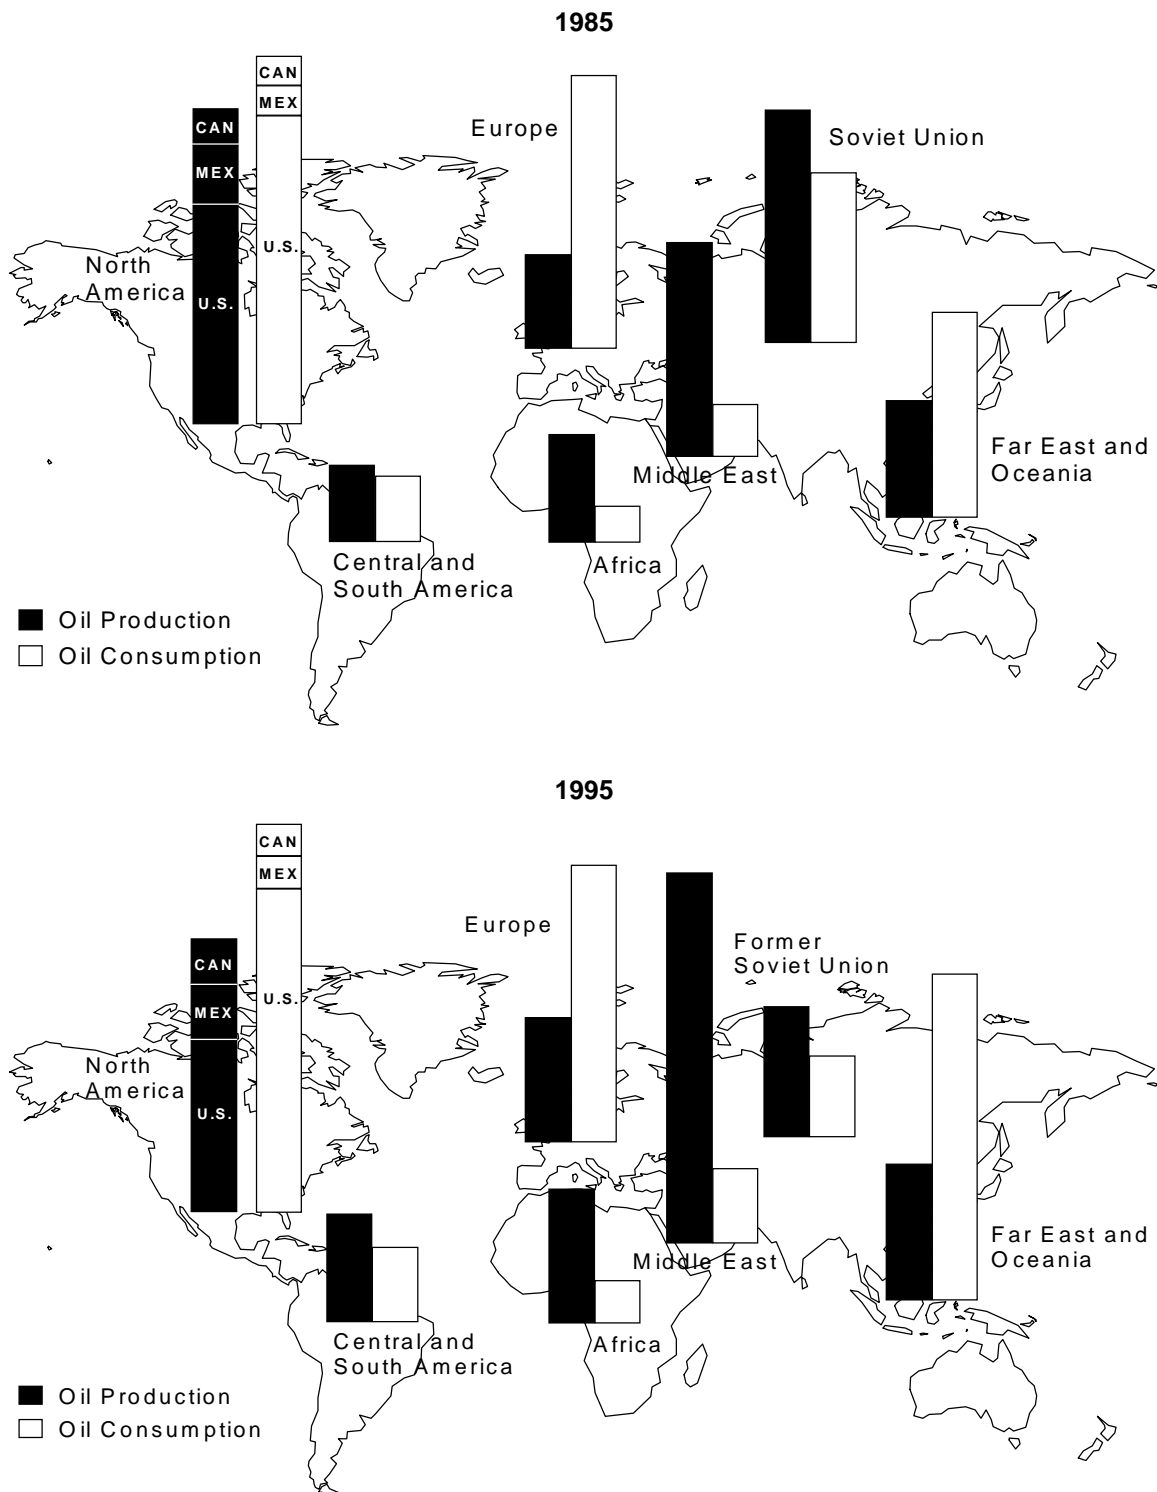 1985
CAN
MEX
U.S.
CAN
MEX
U.S.
North
America
Europe
Soviet Union
Middle East
Far East and
Oceania
Central and
South America
Africa
Oil Production
Oil Consumption
1995
CAN
MEX
U.S.
CAN
MEX
U.S.
North
America
Europe
Former
Soviet Union
Middle East
Far East and
Oceania
Central and
South America
Africa
Oil Production
Oil Consumption